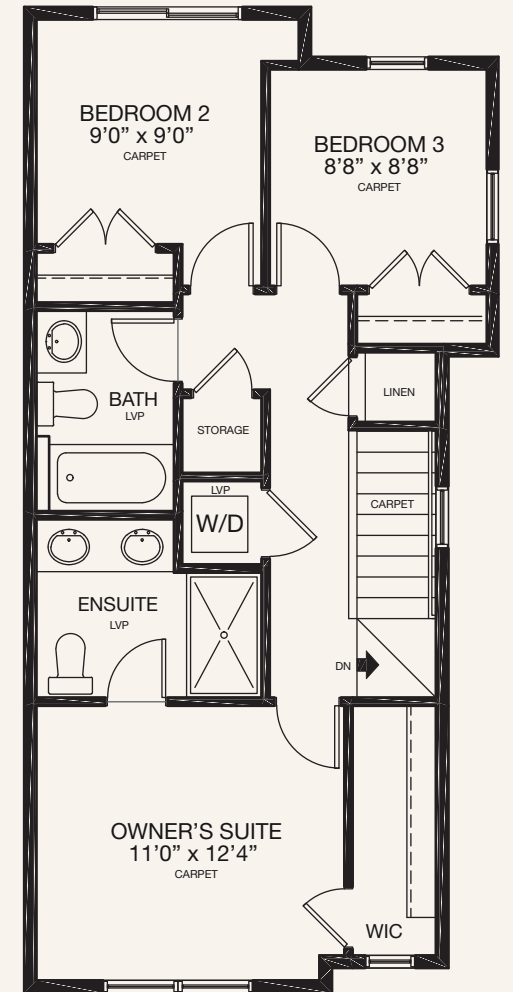 BEDROOM 2
9’0” x 9’0”
CARPET
BEDROOM 3
8’8” x 8’8”
CARPET
BATH
LVP
STORAGE
LINEN
LVP
W/D
CARPET
ENSUITE
LVP
DN
OWNER’S SUITE
11’0” x 12’4”
CARPET
WIC